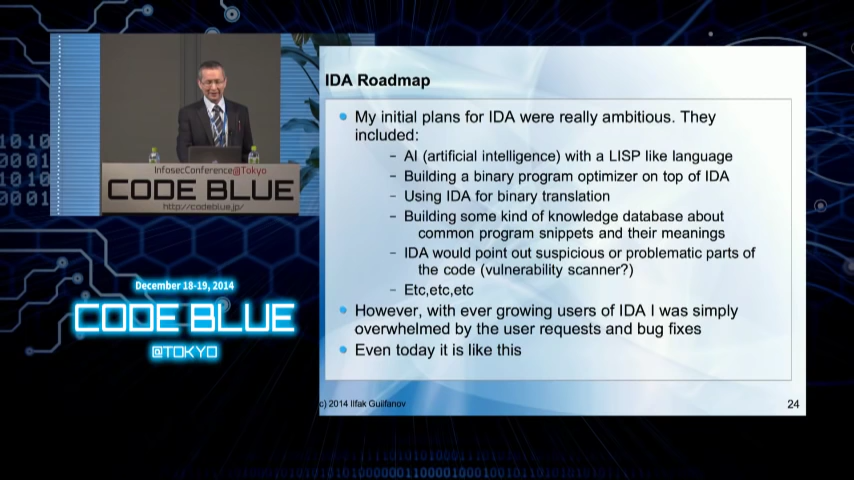 InfosecConference@Tokyo
CODE BLUE
http://codeblue.jp/
December 18-19, 2014
CODE BLUE
@TOKYO
IDA Roadmap
My initial plans for IDA were really ambitious. They
included:
– AI (artificial intelligence) with a LISP like language
– Building a binary program optimizer on top of IDA
– Using IDA for binary translation
– Building some kind of knowledge database about
common program snippets and their meanings
– IDA would point out suspicious or problematic parts of
the code (vulnerability scanner?)
– Etc,etc,etc
However, with ever growing users of IDA I was simply
overwhelmed by the user requests and bug fixes
Even today it is like this
c) 2014 Ilfak Guilfanov
24